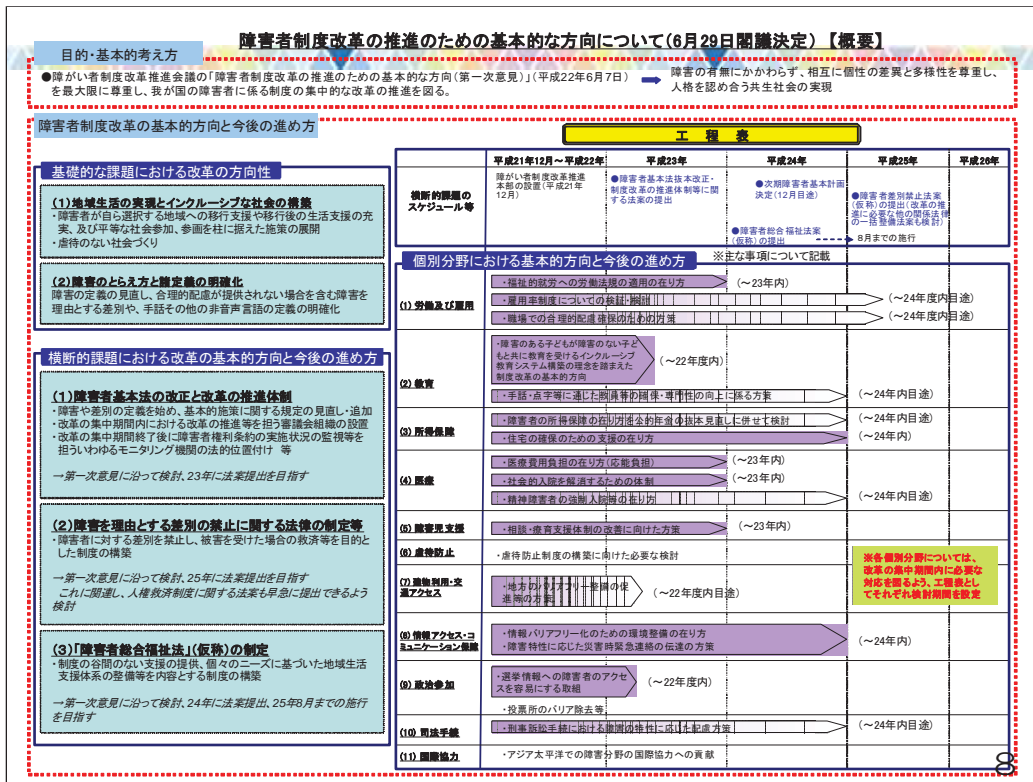 障害者制度改革の推進のための基本的な方向について(6月29日閣議決定)【概要】
目的・基本的考え方
●障がい者制度改革推進会議の「障害者制度改革の推進のための基本的な方向(第一次意見)」(平成22年6月7日)
を最大限に尊重し、我が国の障害者に係る制度の集中的な改革の推進を図る。
障害の有無にかかわらず、相互に個性の差異と多様性を尊重し、
人格を認め合う共生社会の実現
障害者制度改革の基本的方向と今後の進め方
基礎的な課題における改革の方向性
(1)地域生活の実現とインクルーシブな社会の構築
・障害者が自ら選択する地域への移行支援や移行後の生活支援の充
実、及び平等な社会参加、参画を柱に据えた施策の展開
・虐待のない社会づくり
(2)障害のとらえ方と諸定義の明確化
障害の定義の見直し、合理的配慮が提供されない場合を含む障害を
理由とする差別や、手話その他の非音声言語の定義の明確化
横断的課題における改革の基本的方向と今後の進め方
(1)障害者基本法の改正と改革の推進体制
・障害や差別の定義を始め、基本的施策に関する規定の見直し・追加
・改革の集中期間内における改革の推進等を担う審議会組織の設置
・改革の集中期間終了後に障害者権利条約の実施状況の監視等を
担ういわゆるモニタリング機関の法的位置付け 等
→第一次意見に沿って検討、23年に法案提出を目指す
(2)障害を理由とする差別の禁止に関する法律の制定等
・障害者に対する差別を禁止し、被害を受けた場合の救済等を目的と
した制度の構築
→第一次意見に沿って検討、25年に法案提出を目指す
これに関連し、人権救済制度に関する法案も早急に提出できるよう
検討
(3)「障害者総合福祉法」(仮称)の制定
・制度の谷間のない支援の提供、個々のニーズに基づいた地域生活
支援体系の整備等を内容とする制度の構築
→第一次意見に沿って検討、24年に法案提出、25年8月までの施行
を目指す
工 程 表
平成21年12月~平成22年 平成23年 平成24年 平成25年 平成26年
横断的課題の
スケジュール等
障がい者制度改革推進
本部の設置(平成21年
12月)
●障害者基本法抜本改正・
制度改革の推進体制等に関
する法案の提出
●次期障害者基本計画
決定(12月目途)
●障害者総合福祉法案
(仮称)の提出
●障害者差別禁止法案
(仮称)の提出(改革の推
進に必要な他の関係法律
の一括整備法案も検討)
8月までの施行
個別分野における基本的方向と今後の進め方
※主な事項について記載
(1)労働及び雇用
・福祉的就労への労働法規の適用の在り方
(~23年内)
・雇用率制度についての検証・検討
(~24年度内目途)
・職場での合理的配慮確保のための方策
(~24年度内目途)
(2)教育
・障害のある子どもが障害のない子ど
もと共に教育を受けるインクルーシブ
教育システム構築の理念を踏まえた
制度改革の基本的方向
(~22年度内)
・手話・点字等に通じた教員等の確保・専門性の向上に係る方策
(~24年内目途)
(3)所得保障
・障害者の所得保障の在り方を公的年金の抜本見直しに併せて検討
(~24年内目途)
・住宅の確保のための支援の在り方
(~24年内)
(4)医療
・医療費用負担の在り方(応能負担)
(~23年内)
・社会的入院を解消するための体制
(~23年内)
・精神障害者の強制入院等の在り方
(~24年内目途)
(5)障害児支援
・相談・療育支援体制の改善に向けた方策
(~23年内)
(6)虐待防止
・虐待防止制度の構築に向けた必要な検討
(7)建物利用・交
通アクセス
・地方のバリアフリー整備の促
進等の方策
(~22年度内目途)
(8)情報アクセス・コ
ミュニケーション保障
・情報バリアフリー化のための環境整備の在り方
・障害特性に応じた災害時緊急連絡の伝達の方策
(~24年内)
(9)政治参加
・選挙情報への障害者のアクセ
スを容易にする取組
(~22年度内)
・投票所のバリア除去等
(10)司法手続
・刑事訴訟手続における障害の特性に応じた配慮方策
(~24年内目途)
(11)国際協力
・アジア太平洋での障害分野の国際協力への貢献
※各個別分野については、
改革の集中期間内に必要な
対応を図るよう、工程表とし
てそれぞれ検討期間を設定
8